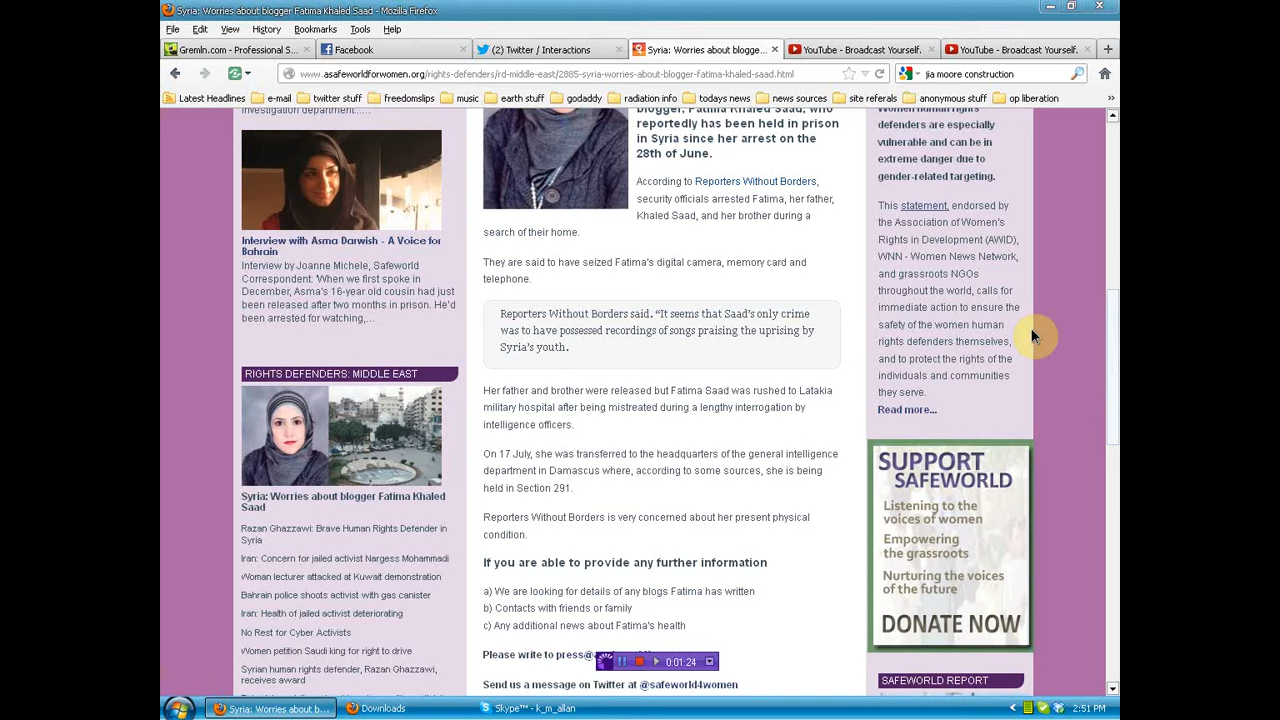 Syria: Worries about blogger Fatima Khaled Saad - Mozilla Firefox
File Edit View History Bookmarks Tools Help
Gremln.com - Professional S...
Facebook
(2) Twitter / Interactions
Syria: Worries about blogge...
YouTube - Broadcast Yourself.
YouTube - Broadcast Yourself.
www.asafeworldforwomen.org/rights-defenders/rd-middle-east/2885-syria-worries-about-blogger-fatima-khaled-saad.html
jia moore construction
Latest Headlines e-mail twitter stuff freedomslips music earth stuff godaddy radiation info todays news news sources site referals anonymous stuff op liberation
investigation department......
Interview with Asma Darwish - A Voice for
Bahrain
Interview by Joanne Michele, Safeworld
Correspondent: 'When we first spoke in
December, Asma's 16-year old cousin had just
been released after two months in prison. He'd
been arrested for watching,...
RIGHTS DEFENDERS: MIDDLE EAST
Syria: Worries about blogger Fatima Khaled
Saad
Razan Ghazzawi: Brave Human Rights Defender in
Syria
Iran: Concern for jailed activist Nargess Mohammadi
Woman lecturer attacked at Kuwait demonstration
Bahrain police shoots activist with gas canister
Iran: Health of jailed activist deteriorating
No Rest for Cyber Activists
Women petition Saudi king for right to drive
Syrian human rights defender, Razan Ghazzawi,
receives award
blogger, Fatima Khaled Saad, who
reportedly has been held in prison
in Syria since her arrest on the
28th of June.
According to Reporters Without Borders,
security officials arrested Fatima, her father,
Khaled Saad, and her brother during a
search of their home.
They are said to have seized Fatima's digital camera, memory card and
telephone.
Reporters Without Borders said. “It seems that Saad’s only crime
was to have possessed recordings of songs praising the uprising by
Syria’s youth.
Her father and brother were released but Fatima Saad was rushed to Latakia
military hospital after being mistreated during a lengthy interrogation by
intelligence officers.
On 17 July, she was transferred to the headquarters of the general intelligence
department in Damascus where, according to some sources, she is being
held in Section 291.
Reporters Without Borders is very concerned about her present physical
condition.
If you are able to provide any further information
a) We are looking for details of any blogs Fatima has written
b) Contacts with friends or family
c) Any additional news about Fatima's health
Please write to press@
0:01:24
Send us a message on Twitter at @safeworld4women
Women human rights
defenders are especially
vulnerable and can be in
extreme danger due to
gender-related targeting.
This statement, endorsed by
the Association of Women's
Rights in Development (AWID),
WNN - Women News Network,
and grassroots NGOs
throughout the world, calls for
immediate action to ensure the
safety of the women human
rights defenders themselves,
and to protect the rights of the
individuals and communities
they serve.
Read more...
SUPPORT
SAFEWORLD
Listening to the
voices of women
Empowering
the grassroots
Nurturing the voices
of the future
DONATE NOW
SAFEWORLD REPORT
Syria: Worries about b...
Downloads
Skype™ - k_m_allan
2:51 PM